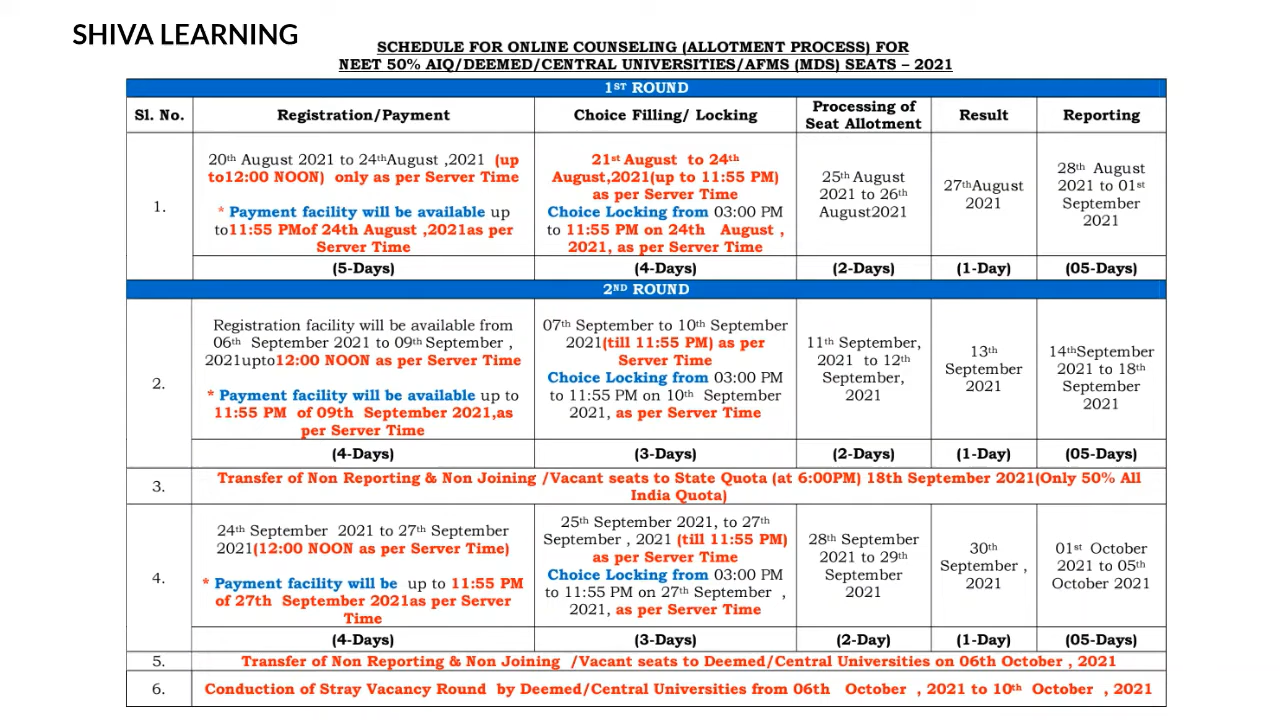 SHIVA LEARNING
SCHEDULE FOR ONLINE COUNSELING (ALLOTMENT PROCESS) FOR
NEET 50% AIQ/DEEMED/CENTRAL UNIVERSITIES/AFMS (MDS) SEATS – 2021
1ST ROUND
Sl. No.
Registration/Payment
Choice Filling/ Locking
Processing of
Seat Allotment
Result
Reporting
1.
20th August 2021 to 24thAugust ,2021 (up
to12:00 NOON) only as per Server Time
* Payment facility will be available up
to11:55 PMof 24th August ,2021as per
Server Time
21st August to 24th
August,2021(up to 11:55 PM)
as per Server Time
Choice Locking from 03:00 PM
to 11:55 PM on 24th August ,
2021, as per Server Time
25th August
2021 to 26th
August2021
27thAugust
2021
28th August
2021 to 01st
September
2021
(5-Days)
(4-Days)
(2-Days)
(1-Day)
(05-Days)
2ND ROUND
2.
Registration facility will be available from
06th September 2021 to 09th September ,
2021upto12:00 NOON as per Server Time
* Payment facility will be available up to
11:55 PM of 09th September 2021,as
per Server Time
07th September to 10th September
2021(till 11:55 PM) as per
Server Time
Choice Locking from 03:00 PM
to 11:55 PM on 10th September
2021, as per Server Time
11th September,
2021 to 12th
September,
2021
13th
September
2021
14thSeptember
2021 to 18th
September
2021
(4-Days)
(3-Days)
(2-Days)
(1-Day)
(05-Days)
3.
Transfer of Non Reporting & Non Joining /Vacant seats to State Quota (at 6:00PM) 18th September 2021(Only 50% All
India Quota)
4.
24th September 2021 to 27th September
2021(12:00 NOON as per Server Time)
* Payment facility will be up to 11:55 PM
of 27th September 2021as per Server
Time
25th September 2021, to 27th
September , 2021 (till 11:55 PM)
as per Server Time
Choice Locking from 03:00 PM
to 11:55 PM on 27th September ,
2021, as per Server Time
28th September
2021 to 29th
September
2021
30th
September ,
2021
01st October
2021 to 05th
October 2021
(4-Days)
(3-Days)
(2-Day)
(1-Day)
(05-Days)
5.
Transfer of Non Reporting & Non Joining /Vacant seats to Deemed/Central Universities on 06th October , 2021
6.
Conduction of Stray Vacancy Round by Deemed/Central Universities from 06th October , 2021 to 10th October , 2021